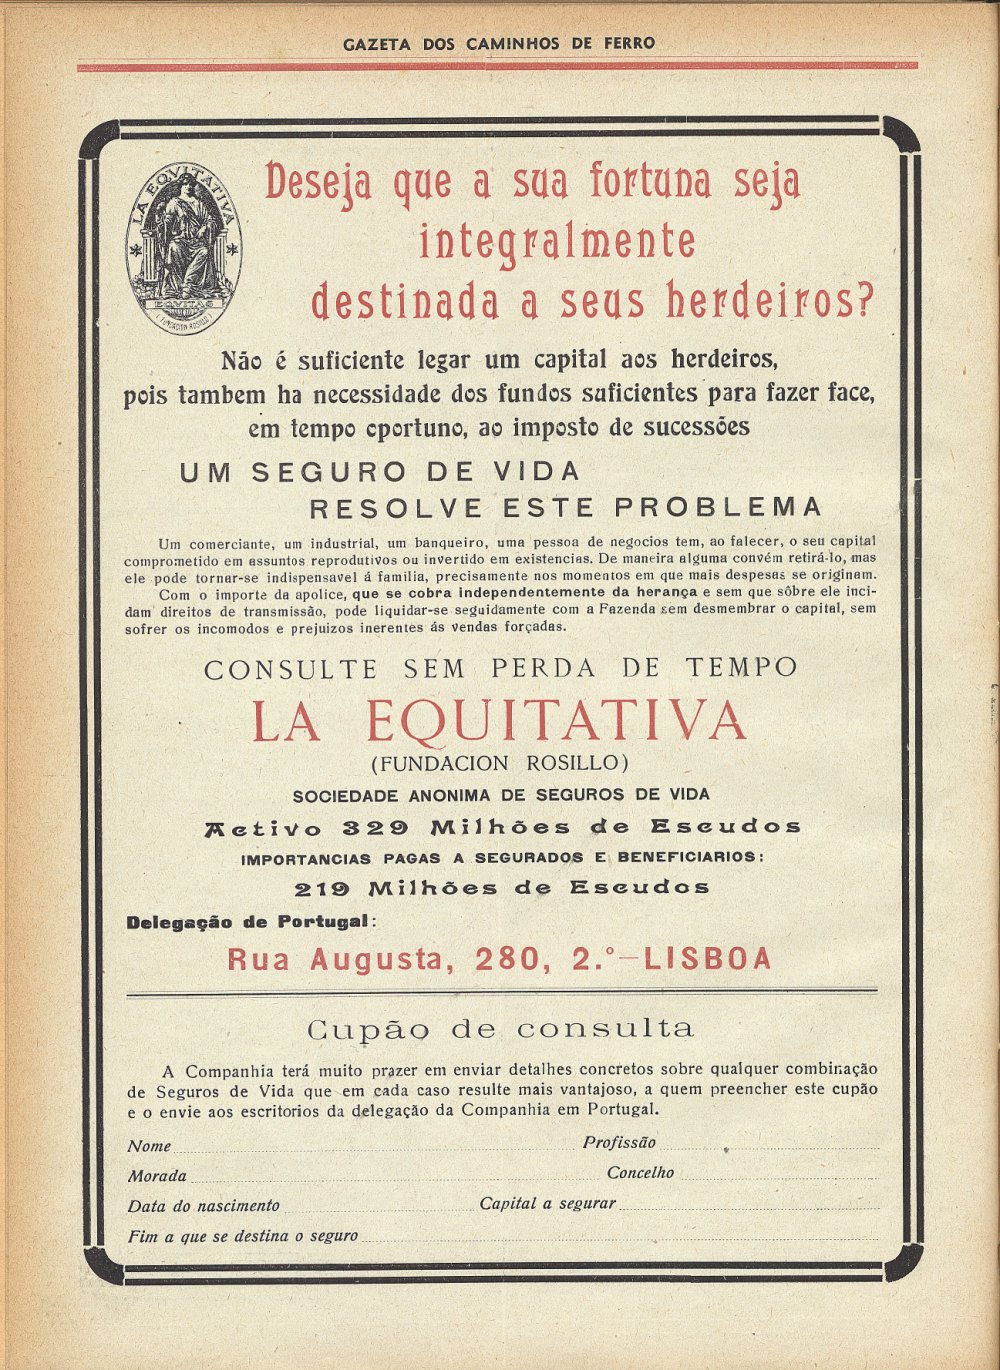 GAZETA DOS CAMINHOS DE FERRO
LA EQVITATIVA
EQVITAS
(FUNDACION ROSILLO)
Deseja que a sua fortuna seja
integralmente
destinada a seus herdeiros?
Não é suficiente legar um capital aos herdeiros,
pois tambem ha necessidade dos fundos suficientes para fazer face,
em tempo oportuno, ao imposto de sucessões
UM SEGURO DE VIDA
RESOLVE ESTE PROBLEMA
Um comerciante, um industrial, um banqueiro, uma pessoa de negocios tem, ao falecer, o seu capital
comprometido em assuntos reprodutivos ou invertido em existencias. De maneira alguma convém retirá-lo, mas
ele pode tornar-se indispensavel á familia, precisamente nos momentos em que mais despesas se originam.
Com o importe da apolice, que se cobra independentemente da herança e sem que sôbre ele inci-
dam direitos de transmissão, pode liquidar-se seguidamente com a Fazenda sem desmembrar o capital, sem
sofrer os incomodos e prejuizos inerentes ás vendas forçadas.
CONSULTE SEM PERDA DE TEMPO
LA EQUITATIVA
(FUNDACION ROSILLO)
SOCIEDADE ANONIMA DE SEGUROS DE VIDA
Activo 329 Milhões de Escudos
IMPORTANCIAS PAGAS A SEGURADOS E BENEFICIARIOS:
219 Milhões de Escudos
Delegação de Portugal:
Rua Augusta, 280, 2.º—LISBOA
Cupão de consulta
A Companhia terá muito prazer em enviar detalhes concretos sobre qualquer combinação
de Seguros de Vida que em cada caso resulte mais vantajoso, a quem preencher este cupão
e o envie aos escritorios da delegação da Companhia em Portugal.
Nome Profissão
Morada Concelho
Data do nascimento Capital a segurar
Fim a que se destina o seguro